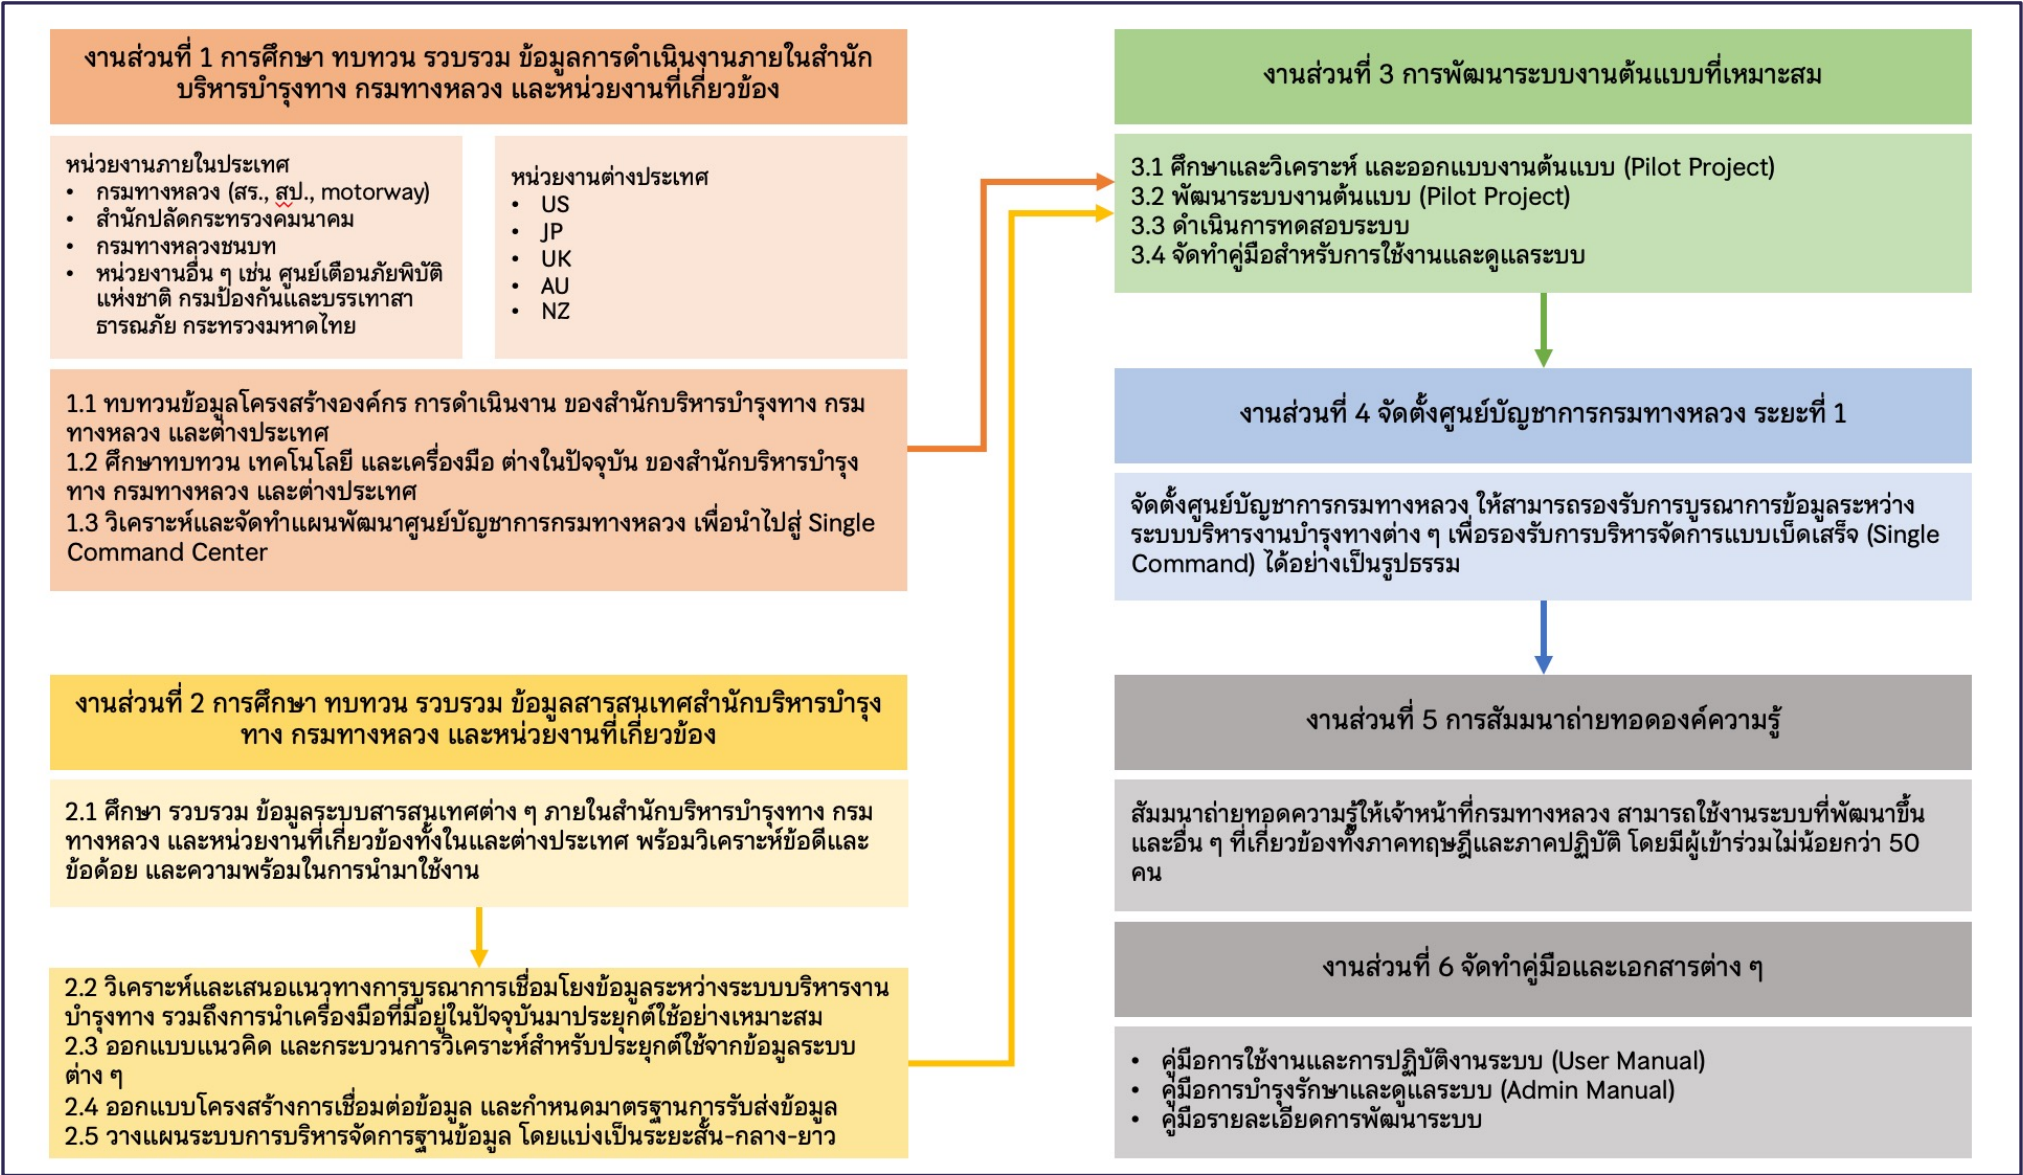 งานส่วนที่ 1 การศึกษา ทบทวน รวบรวม ข้อมูลการดำเนินงานภายในสำนัก
บริหารบำรุงทาง กรมทางหลวง และหน่วยงานที่เกี่ยวข้อง
หน่วยงานภายในประเทศ
• กรมทางหลวง (สร., สป., motorway)
• สำนักปลัดกระทรวงคมนาคม
• กรมทางหลวงชนบท
• หน่วยงานอื่น ๆ เช่น ศูนย์เตือนภัยพิบัติ
แห่งชาติ กรมป้องกันและบรรเทาสา
ธารณภัย กระทรวงมหาดไทย
หน่วยงานต่างประเทศ
• US
• JP
• UK
• AU
• NZ
1.1 ทบทวนข้อมูลโครงสร้างองค์กร การดำเนินงาน ของสำนักบริหารบำรุงทาง กรม
ทางหลวง และต่างประเทศ
1.2 ศึกษาทบทวน เทคโนโลยี และเครื่องมือ ต่างในปัจจุบัน ของสำนักบริหารบำรุง
ทาง กรมทางหลวง และต่างประเทศ
1.3 วิเคราะห์และจัดทำแผนพัฒนาศูนย์บัญชาการกรมทางหลวง เพื่อนำไปสู่ Single
Command Center
งานส่วนที่ 2 การศึกษา ทบทวน รวบรวม ข้อมูลสารสนเทศสำนักบริหารบำรุง
ทาง กรมทางหลวง และหน่วยงานที่เกี่ยวข้อง
2.1 ศึกษา รวบรวม ข้อมูลระบบสารสนเทศต่าง ๆ ภายในสำนักบริหารบำรุงทาง กรม
ทางหลวง และหน่วยงานที่เกี่ยวข้องทั้งในและต่างประเทศ พร้อมวิเคราะห์ข้อดีและ
ข้อด้อย และความพร้อมในการนำมาใช้งาน
2.2 วิเคราะห์และเสนอแนวทางการบูรณาการเชื่อมโยงข้อมูลระหว่างระบบบริหารงาน
บำรุงทาง รวมถึงการนำเครื่องมือที่มีอยู่ในปัจจุบันมาประยุกต์ใช้อย่างเหมาะสม
2.3 ออกแบบแนวคิด และกระบวนการวิเคราะห์สำหรับประยุกต์ใช้จากข้อมูลระบบ
ต่าง ๆ
2.4 ออกแบบโครงสร้างการเชื่อมต่อข้อมูล และกำหนดมาตรฐานการรับส่งข้อมูล
2.5 วางแผนระบบการบริหารจัดการฐานข้อมูล โดยแบ่งเป็นระยะสั้น-กลาง-ยาว
งานส่วนที่ 3 การพัฒนาระบบงานต้นแบบที่เหมาะสม
3.1 ศึกษาและวิเคราะห์ และออกแบบงานต้นแบบ (Pilot Project)
3.2 พัฒนาระบบงานต้นแบบ (Pilot Project)
3.3 ดำเนินการทดสอบระบบ
3.4 จัดทำคู่มือสำหรับการใช้งานและดูแลระบบ
งานส่วนที่ 4 จัดตั้งศูนย์บัญชาการกรมทางหลวง ระยะที่ 1
จัดตั้งศูนย์บัญชาการกรมทางหลวง ให้สามารถรองรับการบูรณาการข้อมูลระหว่าง
ระบบบริหารงานบำรุงทางต่าง ๆ เพื่อรองรับการบริหารจัดการแบบเบ็ดเสร็จ (Single
Command) ได้อย่างเป็นรูปธรรม
งานส่วนที่ 5 การสัมมนาถ่ายทอดองค์ความรู้
สัมมนาถ่ายทอดความรู้ให้เจ้าหน้าที่กรมทางหลวง สามารถใช้งานระบบที่พัฒนาขึ้น
และอื่น ๆ ที่เกี่ยวข้องทั้งภาคทฤษฎีและภาคปฏิบัติ โดยมีผู้เข้าร่วมไม่น้อยกว่า 50
คน
งานส่วนที่ 6 จัดทำคู่มือและเอกสารต่าง ๆ
• คู่มือการใช้งานและการปฏิบัติงานระบบ (User Manual)
• คู่มือการบำรุงรักษาและดูแลระบบ (Admin Manual)
• คู่มือรายละเอียดการพัฒนาระบบ